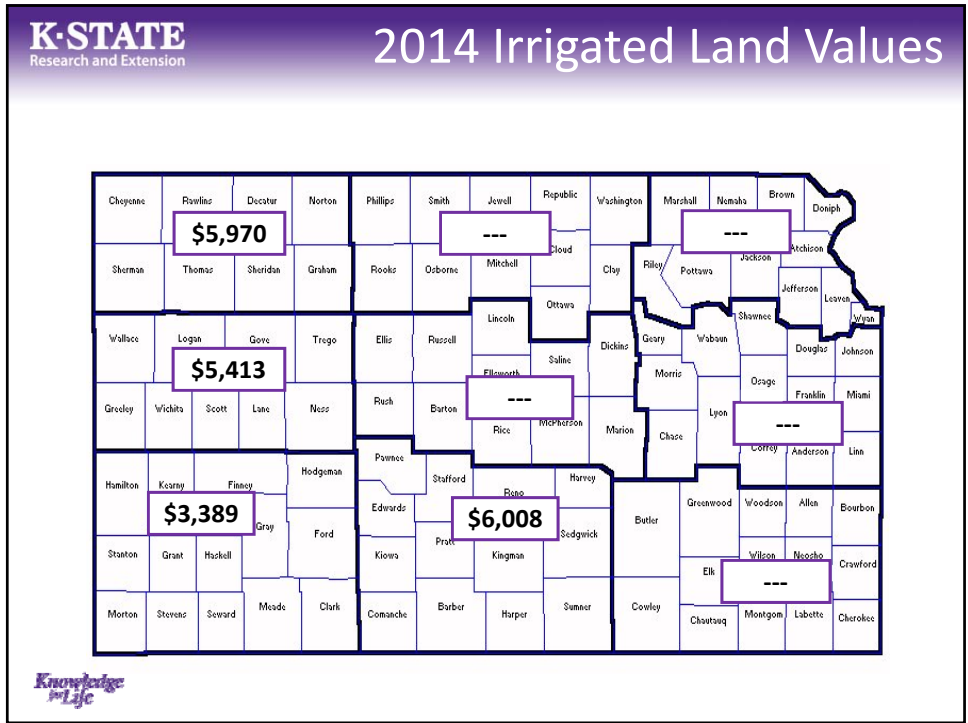 K·STATE
Research and Extension
2014 Irrigated Land Values
Cheyenne Rawlins Decatur Norton Phillips Smith Jewell Republic Washington Marshall Nemaha Brown Doniph
$5,970 --- ---
Sherman Thomas Sheridan Graham Rooks Osborne Mitchell Cloud Clay Riley Pottawa Jackson Atchison
Jefferson Leaven
Wyan
Ottawa
Lincoln
Wallace Logan Gove Trego Ellis Russell Saline Dickins Geary Wabaun Shawnee Douglas Johnson
$5,413
Ellsworth Morris Osage Franklin Miami
Greeley Wichita Scott Lane Ness Rush Barton --- Rice McPherson Marion Chase Lyon --- Coffey Anderson Linn
Hamilton Kearny Finney Hodgeman Pawnee Stafford Reno Harvey
$3,389 $6,008
Gray Ford Edwards Sedgwick Butler Greenwood Woodson Allen Bourbon
Stanton Grant Haskell Kiowa Pratt Kingman Elk Wilson Neosho Crawford
---
Morton Stevens Seward Meade Clark Comanche Barber Harper Sumner Cowley Chautauq Montgom Labette Cherokee
Knowledge
for Life